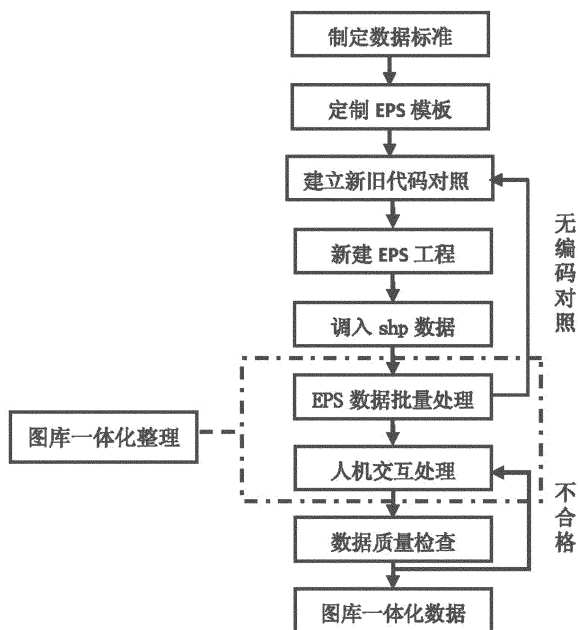 制定数据标准
定制 EPS 模板
建立新旧代码对照
新建 EPS 工程
调入 shp 数据
无编码对照
EPS 数据批量处理
图库一体化整理
人机交互处理
不合格
数据质量检查
图库一体化数据